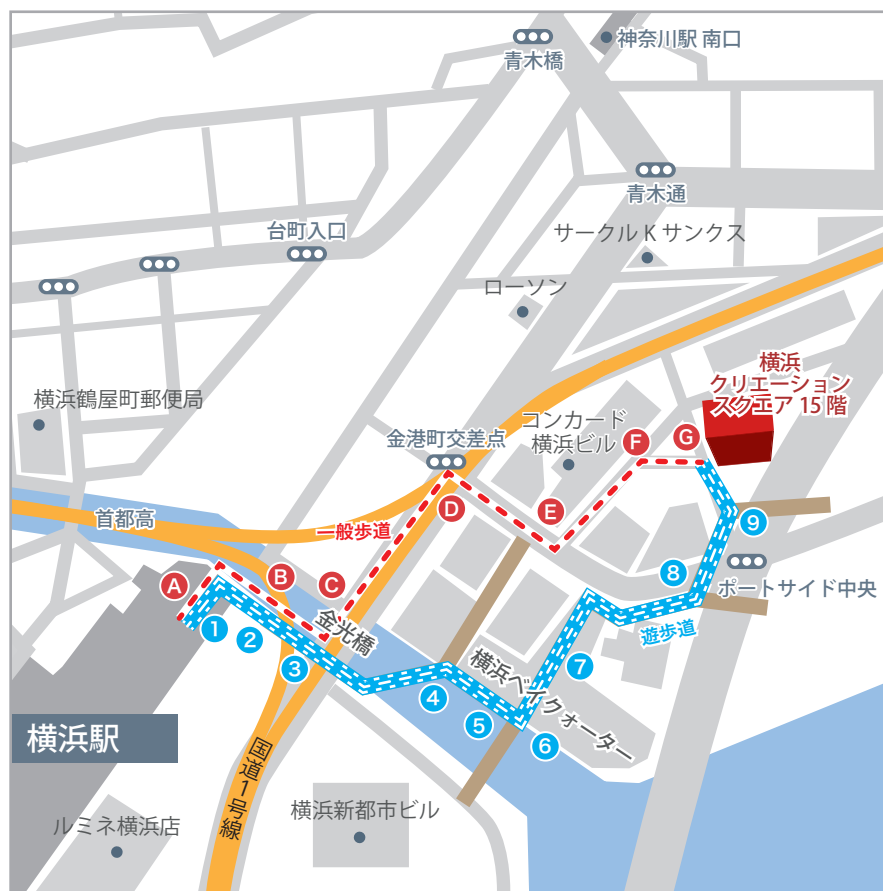 神奈川駅 南口
青木橋
青木通
サークル K サンクス
台町入口
ローソン
横浜
クリエーション
スクエア 15 階
横浜鶴屋町郵便局
コンカード
横浜ビル
金港町交差点
F
G
D
E
首都高
一般歩道
9
A
B
C
8
ポートサイド中央
1
2
金光橋
遊歩道
3
7
4
横浜ベイクォーター
5
6
横浜駅
国道1号線
横浜新都市ビル
ルミネ横浜店